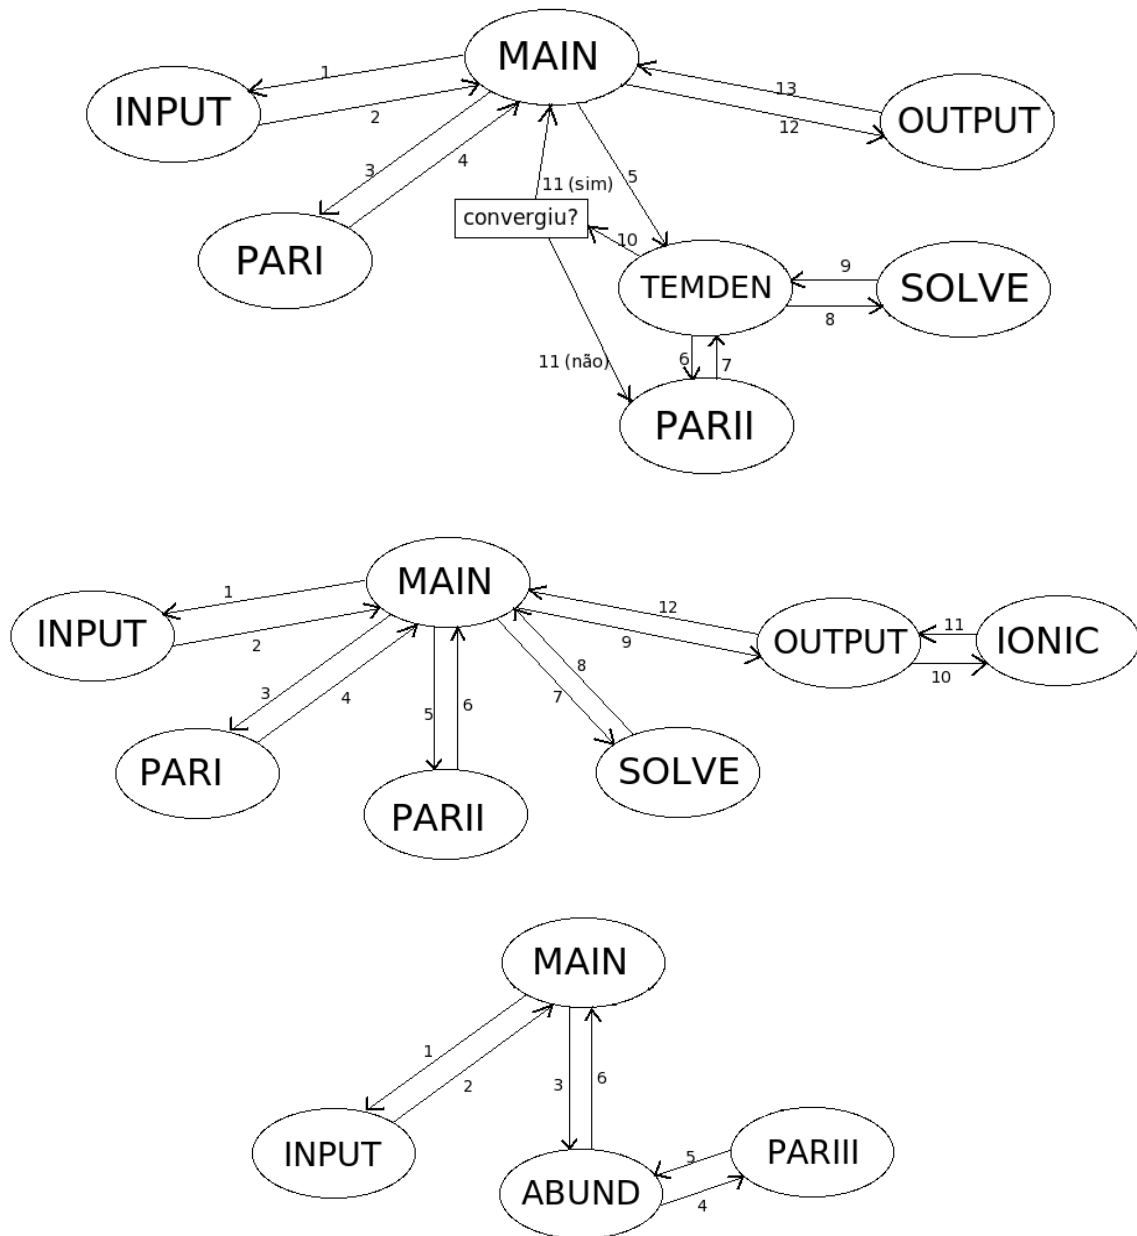 MAIN
1
13
INPUT
2
12
OUTPUT
3
4
11 (sim)
5
convergiu?
10
PARI
TEMDEN
9
SOLVE
8
11 (não)
6
7
PARII
MAIN
1
12
INPUT
2
9
OUTPUT
11
IONIC
10
3
4
5
6
7
8
PARI
SOLVE
PARII
MAIN
1
2
3
6
INPUT
ABUND
5
PARIII
4